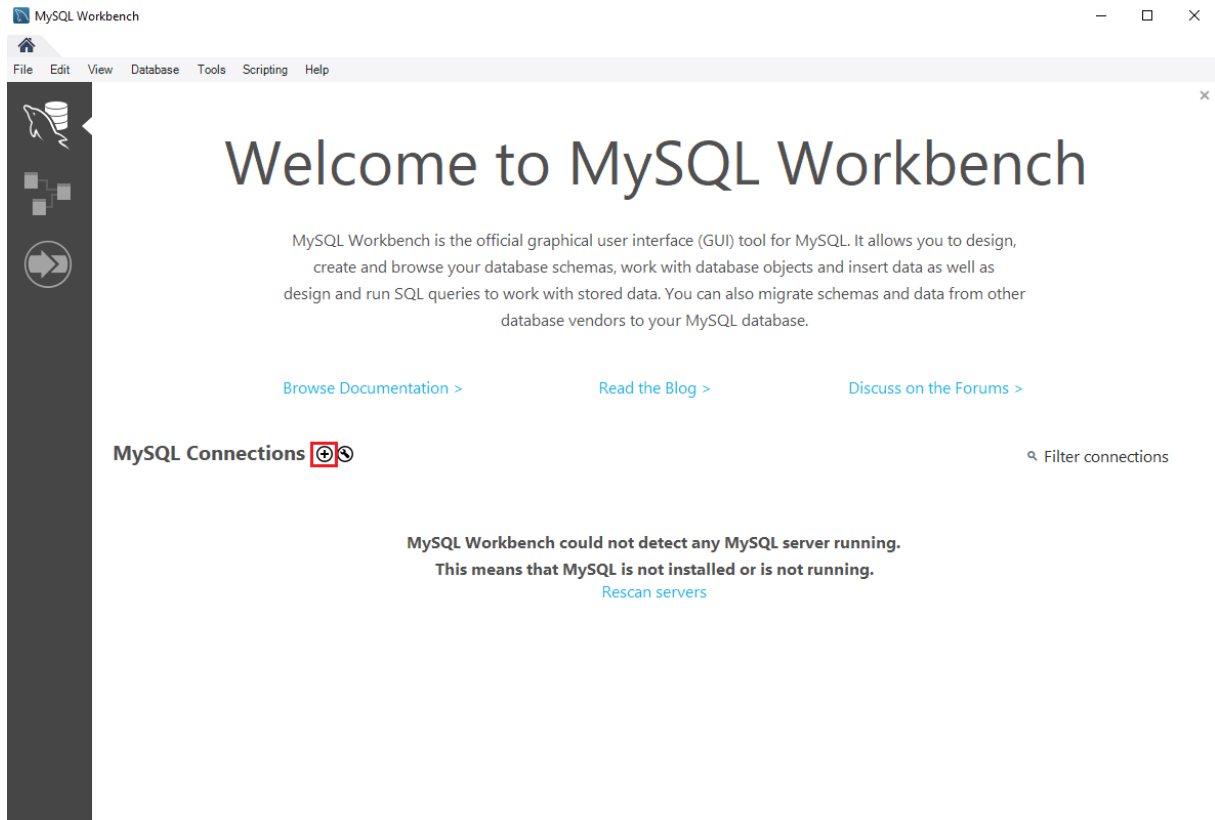 MySQL Workbench
File Edit View Database Tools Scripting Help
Welcome to MySQL Workbench
MySQL Workbench is the official graphical user interface (GUI) tool for MySQL. It allows you to design,
create and browse your database schemas, work with database objects and insert data as well as
design and run SQL queries to work with stored data. You can also migrate schemas and data from other
database vendors to your MySQL database.
Browse Documentation > Read the Blog > Discuss on the Forums >
MySQL Connections Filter connections
MySQL Workbench could not detect any MySQL server running.
This means that MySQL is not installed or is not running.
Rescan servers